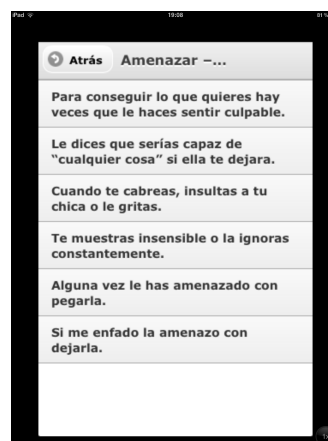 iPad 19:08 81 %
Atrás Amenazar –...
Para conseguir lo que quieres hay
veces que le haces sentir culpable.
Le dices que serías capaz de
“cualquier cosa” si ella te dejara.
Cuando te cabreas, insultas a tu
chica o le gritas.
Te muestras insensible o la ignoras
constantemente.
Alguna vez le has amenazado con
pegarla.
Si me enfado la amenazo con
dejarla.